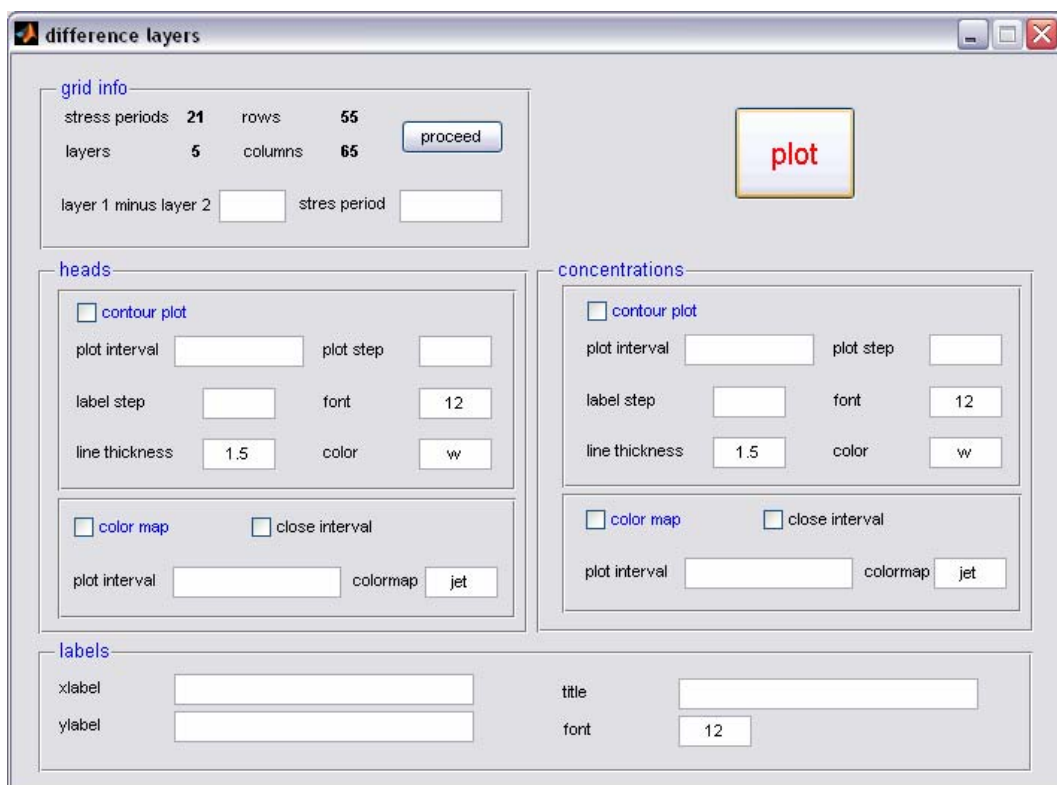 difference layers
grid info
stress periods 21 rows 55
proceed
layers 5 columns 65
layer 1 minus layer 2 stres period
plot
heads
contour plot
plot interval plot step
label step font 12
line thickness 1.5 color w
color map close interval
plot interval colormap jet
concentrations
contour plot
plot interval plot step
label step font 12
line thickness 1.5 color w
color map close interval
plot interval colormap jet
labels
xlabel
ylabel
title
font 12